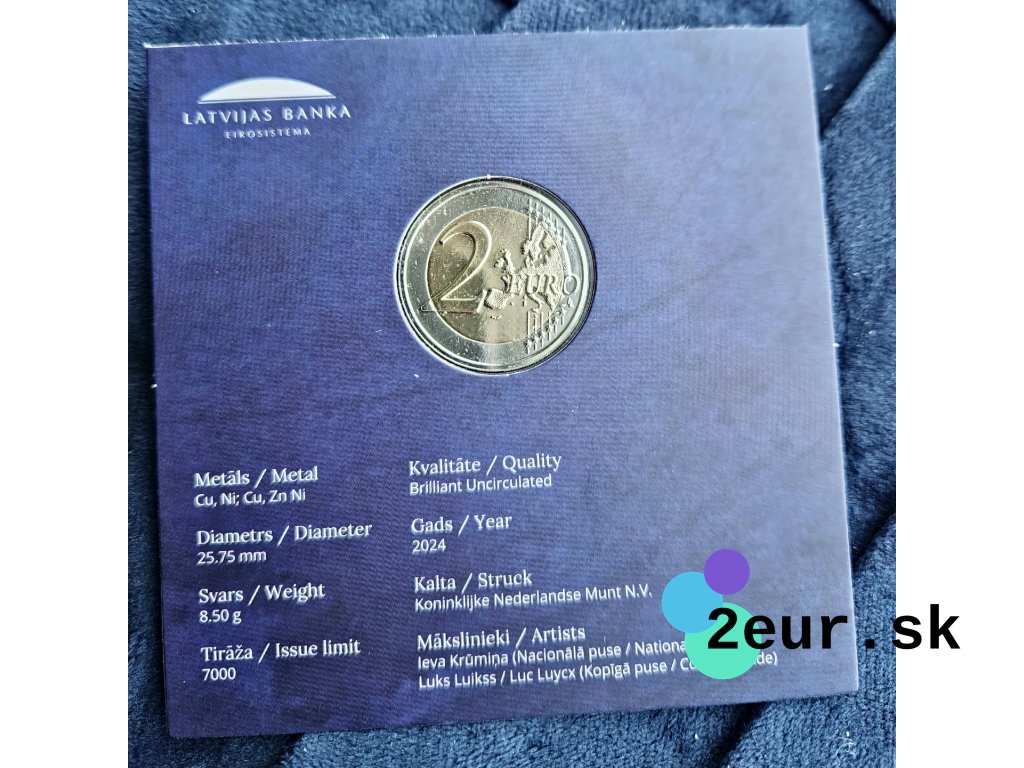 LATVIJAS BANKA
EIROSISTĒMA
2 EURO
Metāls / Metal
Cu, Ni; Cu, Zn Ni
Diametrs / Diameter
25.75 mm
Svars / Weight
8.50 g
Tirāža / Issue limit
7000
Kvalitāte / Quality
Brilliant Uncirculated
Gads / Year
2024
Kalta / Struck
Koninklijke Nederlandse Munt N.V.
Mākslinieki / Artists
Ieva Krūmiņa (Nacionālā puse /
Luks Luikss / Luc Luycx (Kopīgā puse /
2eur.sk